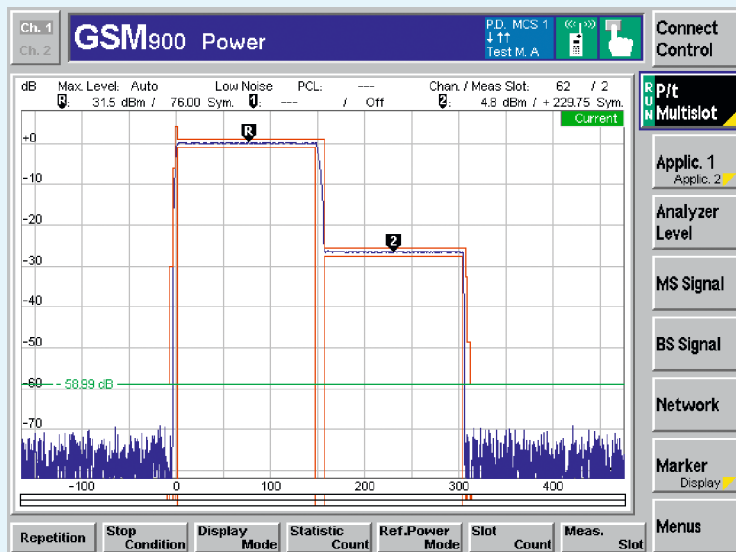 Ch. 1
Ch. 2
GSM900 Power
P.D. MCS 1
↓ ↑↑
Test M. A
Connect
Control
dB Max. Level: Auto Low Noise PCL: --- Chan. / Meas Slot: 62 / 2
R: 31.5 dBm / 76.00 Sym. 1: --- / Off 2: 4.8 dBm / + 229.75 Sym.
Current
RUN
P/t
Multislot
Applic. 1
Applic. 2
Analyzer
Level
MS Signal
BS Signal
Network
Marker
Display
Menus
+0
-10
-20
-30
-40
-50
-60
-70
R
2
- 58.99 dB
-100 0 100 200 300 400
Repetition
Stop
Condition
Display
Mode
Statistic
Count
Ref.Power
Mode
Slot
Count
Meas.
Slot